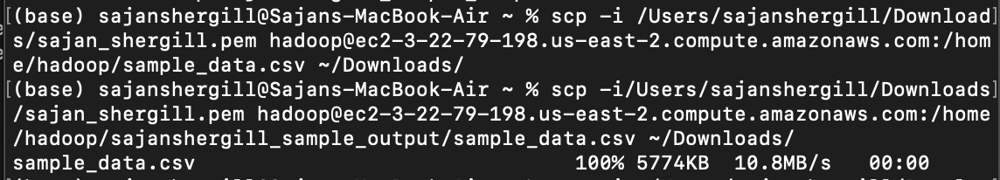 [(base) sajanshergill@Sajans-MacBook-Air ~ % scp -i /Users/sajanshergill/Download]
s/sajan_shergill.pem hadoop@ec2-3-22-79-198.us-east-2.compute.amazonaws.com:/hom
e/hadoop/sample_data.csv ~/Downloads/
[(base) sajanshergill@Sajans-MacBook-Air ~ % scp -i/Users/sajanshergill/Downloads]
/sajan_shergill.pem hadoop@ec2-3-22-79-198.us-east-2.compute.amazonaws.com:/home
/hadoop/sajanshergill_sample_output/sample_data.csv ~/Downloads/
sample_data.csv 100% 5774KB 10.8MB/s 00:00